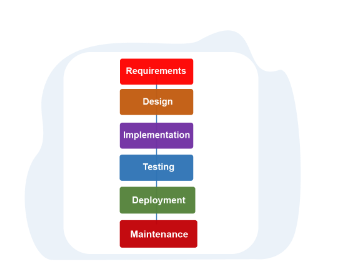 Requirements
Design
Implementation
Testing
Deployment
Maintenance